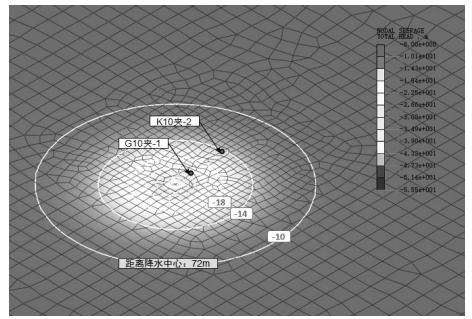 NODAL SEEPAGE
TOTAL HEAD , m
-6.00e+000
-1.01e+001
-1.43e+001
-1.84e+001
-2.25e+001
-2.66e+001
-3.08e+001
-3.49e+001
-3.90e+001
-4.32e+001
-4.73e+001
-5.14e+001
-5.55e+001
K10夹-2
G10夹-1
-18
-14
-10
距离降水中心：72m